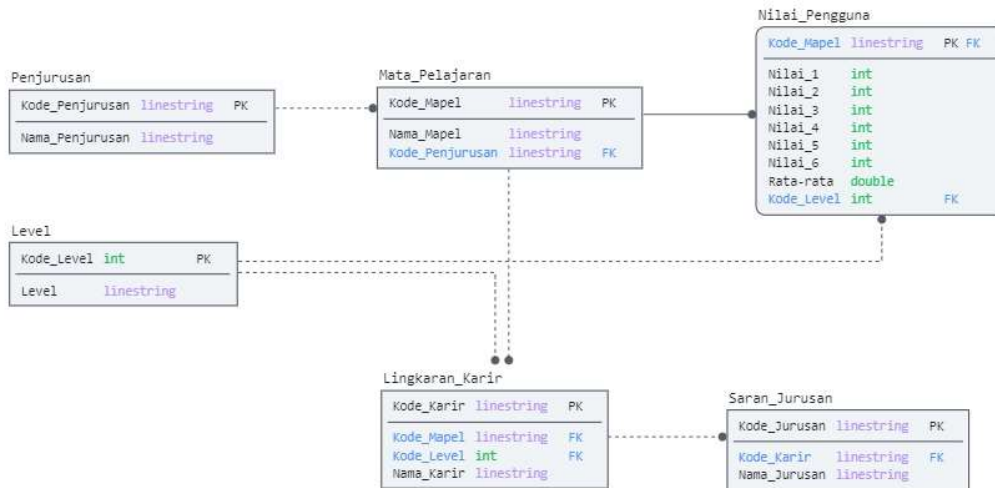 Penjurusan
Kode_Penjurusan linestring PK
Nama_Penjurusan linestring
Mata_Pelajaran
Kode_Mapel linestring PK
Nama_Mapel linestring
Kode_Penjurusan linestring FK
Nilai_Pengguna
Kode_Mapel linestring PK FK
Nilai_1 int
Nilai_2 int
Nilai_3 int
Nilai_4 int
Nilai_5 int
Nilai_6 int
Rata-rata double
Kode_Level int FK
Level
Kode_Level int PK
Level linestring
Lingkaran_Karir
Kode_Karir linestring PK
Kode_Mapel linestring FK
Kode_Level int FK
Nama_Karir linestring
Saran_Jurusan
Kode_Jurusan linestring PK
Kode_Karir linestring FK
Nama_Jurusan linestring